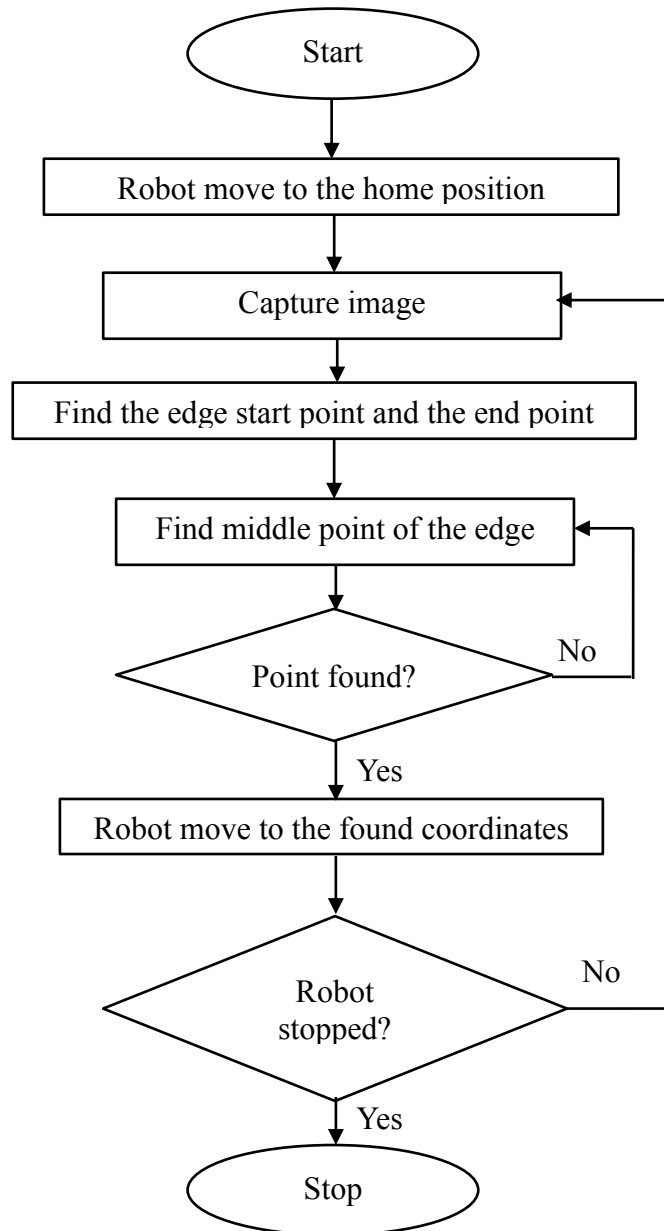 Start
Robot move to the home position
Capture image
Find the edge start point and the end point
Find middle point of the edge
Point found?
No
Yes
Robot move to the found coordinates
Robot
stopped?
No
Yes
Stop